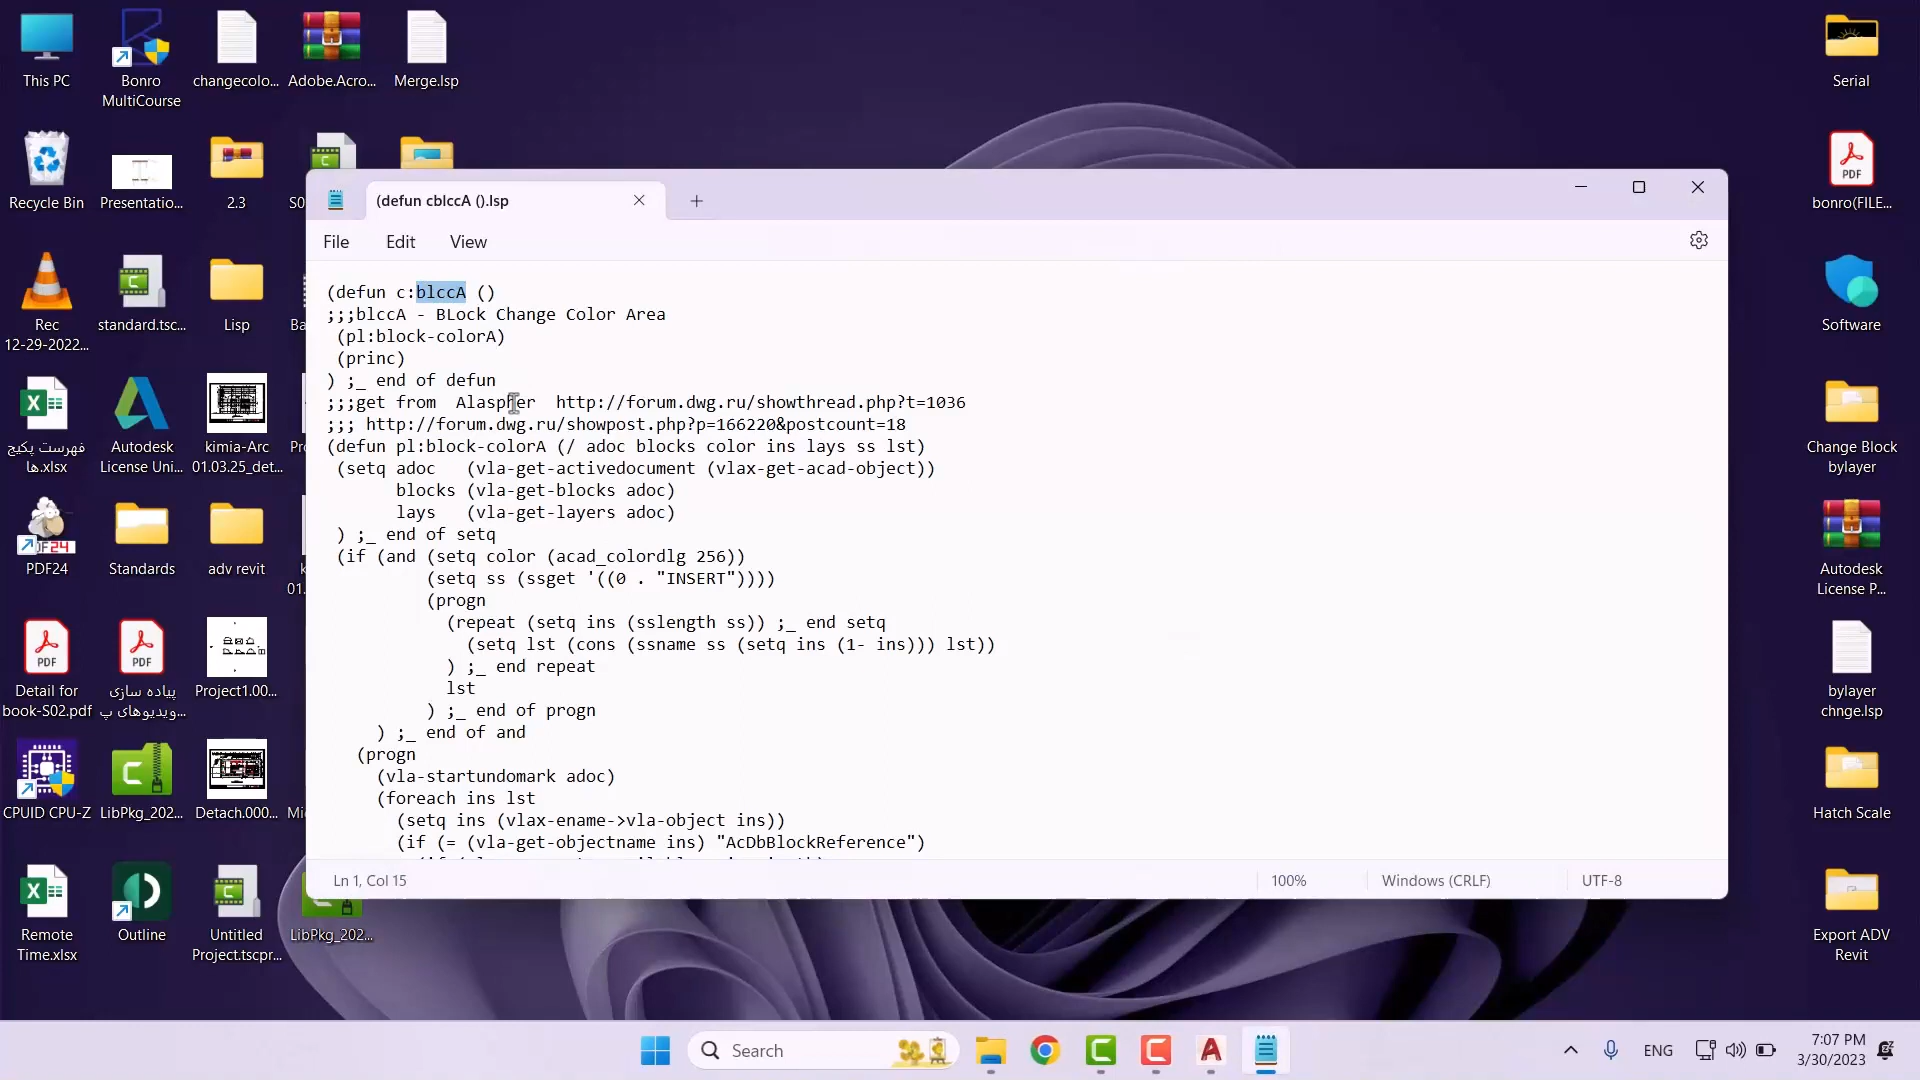 This PC
Bonro
MultiCourse
changecolo...
Adobe.Acro...
Merge.lsp
Serial
Recycle Bin
Presentatio...
2.3
bonro(FILE...
(defun cblccA ().lsp
File Edit View
(defun c:blccA ()
;;;blccA - BLock Change Color Area
(pl:block-colorA)
(princ)
) ;_ end of defun
;;;get from Alaspher http://forum.dwg.ru/showthread.php?t=1036
;;; http://forum.dwg.ru/showpost.php?p=166220&postcount=18
(defun pl:block-colorA (/ adoc blocks color ins lays ss lst)
(setq adoc (vla-get-activedocument (vlax-get-acad-object))
blocks (vla-get-blocks adoc)
lays (vla-get-layers adoc)
) ;_ end of setq
(if (and (setq color (acad_colordlg 256))
(setq ss (ssget '((0 . "INSERT"))))
(progn
(repeat (setq ins (sslength ss)) ;_ end setq
(setq lst (cons (ssname ss (setq ins (1- ins))) lst))
) ;_ end repeat
lst
) ;_ end of progn
) ;_ end of and
(progn
(vla-startundomark adoc)
(foreach ins lst
(setq ins (vlax-ename->vla-object ins))
(if (= (vla-get-objectname ins) "AcDbBlockReference")
Ln 1, Col 15
100%
Windows (CRLF)
UTF-8
Rec
12-29-2022...
standard.tsc...
Lisp
Software
فهرست پکیج
ها.xlsx
Autodesk
License Uni...
kimia-Arc
01.03.25_det...
Change Block
bylayer
PDF24
Standards
adv revit
Autodesk
License P...
Detail for
book-S02.pdf
پیاده سازی
ویدیوهای پ...
Project1.00...
bylayer
chnge.lsp
CPUID CPU-Z
LibPkg_202...
Detach.000...
Hatch Scale
Remote
Time.xlsx
Outline
Untitled
Project.tscpr...
LibPkg_202...
Export ADV
Revit
Search
ENG
7:07 PM
3/30/2023